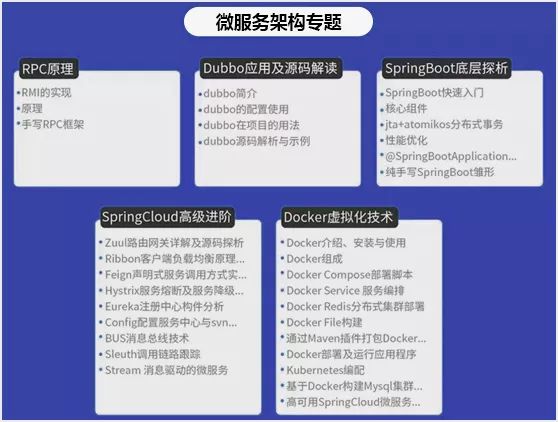 微服务架构专题
RPC原理
RMI的实现
原理
手写RPC框架
Dubbo应用及源码解读
dubbo简介
dubbo的配置使用
dubbo在项目的用法
dubbo源码解析与示例
SpringBoot底层探析
SpringBoot快速入门
核心组件
jta+atomikos分布式事务
性能优化
@SpringBootApplication...
纯手写SpringBoot雏形
SpringCloud高级进阶
Zuul路由网关详解及源码探析
Ribbon客户端负载均衡原理...
Feign声明式服务调用方式实...
Hystrix服务熔断及服务降级...
Eureka注册中心构件分析
Config配置服务中心与svn...
BUS消息总线技术
Sleuth调用链路跟踪
Stream 消息驱动的微服务
Docker虚拟化技术
Docker介绍、安装与使用
Docker组成
Docker Compose部署脚本
Docker Service 服务编排
Docker Redis分布式集群部署
Docker File构建
通过Maven插件打包Docker...
Docker部署及运行应用程序
Kubernetes编配
基于Docker构建Mysql集群...
高可用SpringCloud微服务...